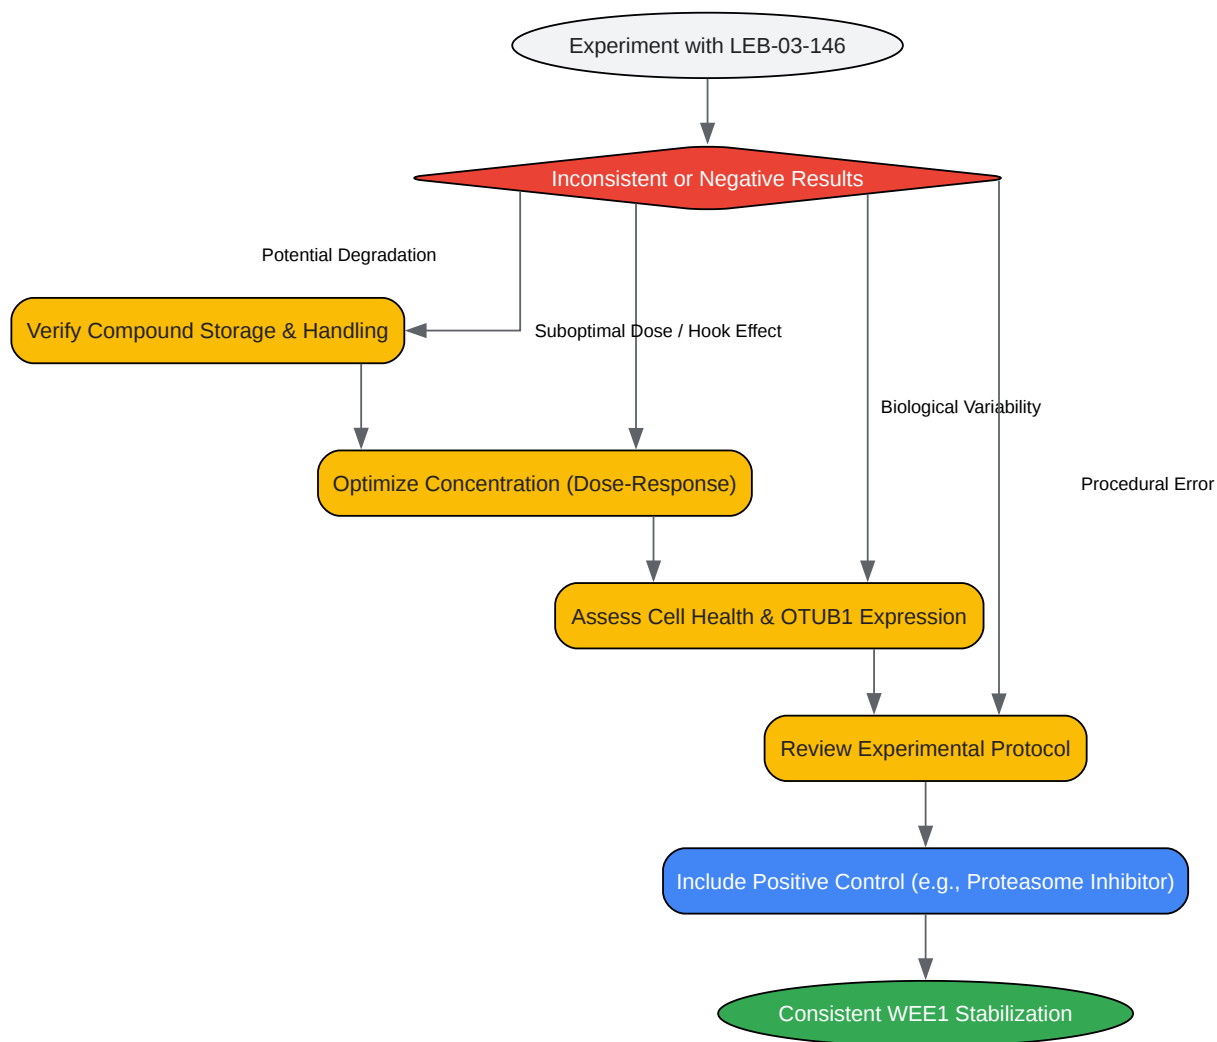 Experiment with LEB-03-146
Inconsistent or Negative Results
Potential Degradation
Verify Compound Storage & Handling
Suboptimal Dose / Hook Effect
Biological Variability
Optimize Concentration (Dose-Response)
Procedural Error
Assess Cell Health & OTUB1 Expression
Review Experimental Protocol
Include Positive Control (e.g., Proteasome Inhibitor)
Consistent WEE1 Stabilization